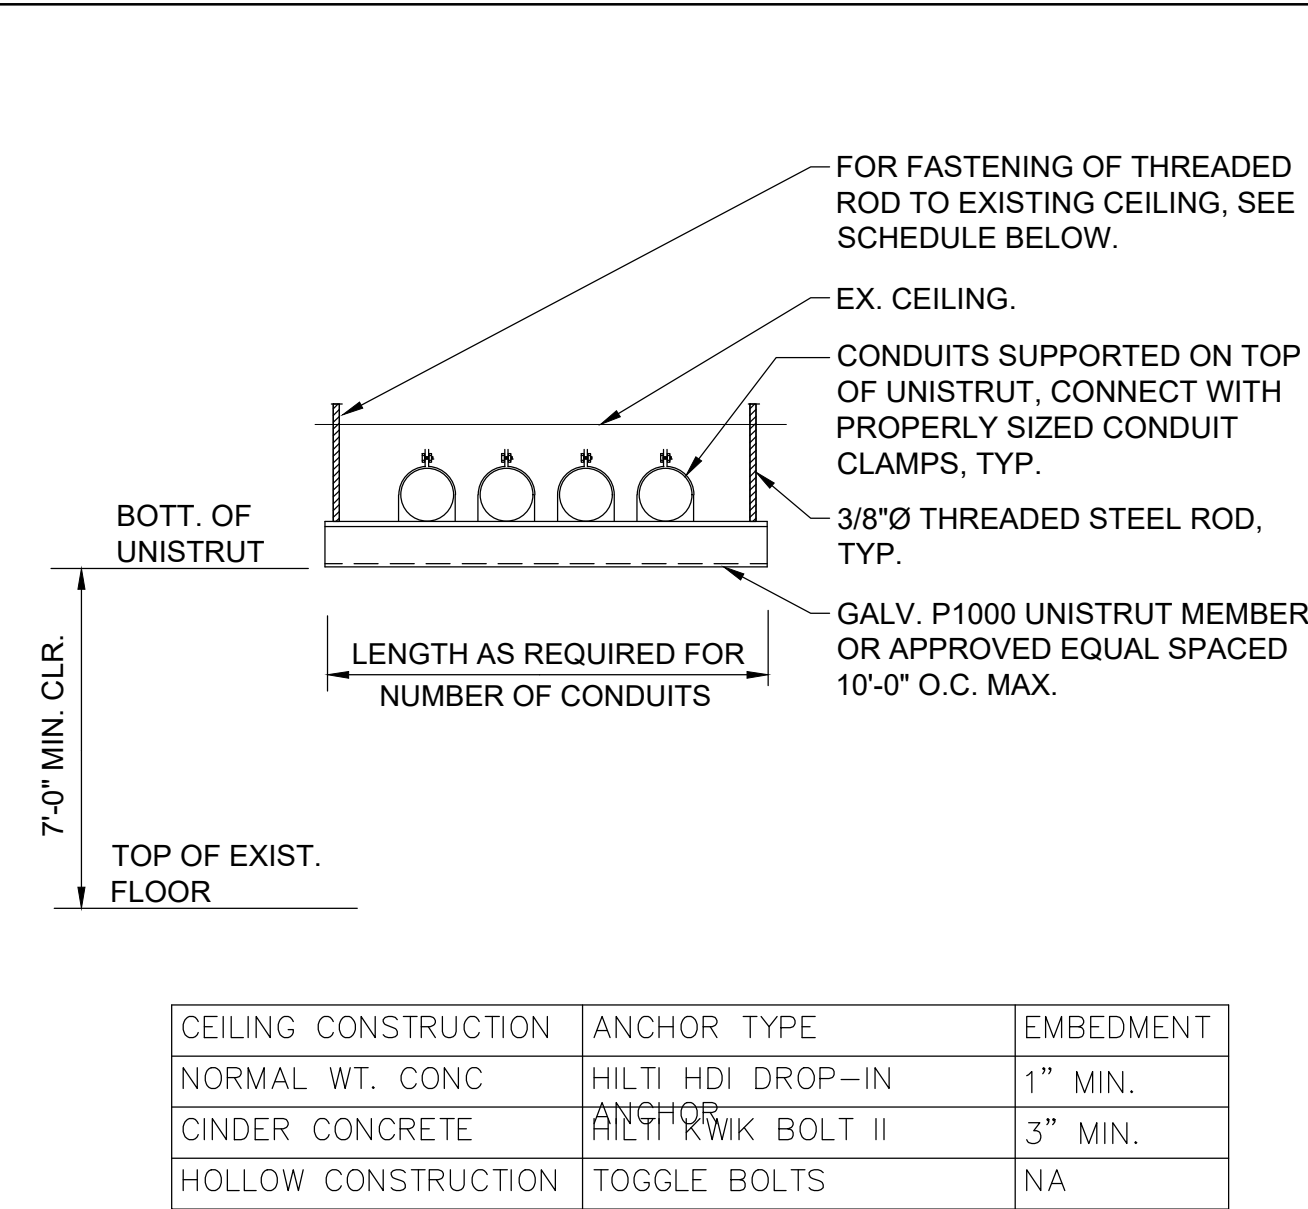 FOR FASTENING OF THREADED
ROD TO EXISTING CEILING, SEE
SCHEDULE BELOW.
EX. CEILING.
CONDUITS SUPPORTED ON TOP
OF UNISTRUT, CONNECT WITH
PROPERLY SIZED CONDUIT
CLAMPS, TYP.
3/8"Ø THREADED STEEL ROD,
TYP.
GALV. P1000 UNISTRUT MEMBER
OR APPROVED EQUAL SPACED
10'-0" O.C. MAX.
BOTT. OF
UNISTRUT
LENGTH AS REQUIRED FOR
NUMBER OF CONDUITS
7'-0" MIN. CLR.
TOP OF EXIST.
FLOOR
CEILING CONSTRUCTION ANCHOR TYPE EMBEDMENT
NORMAL WT. CONC HILTI HDI DROP-IN 1" MIN.
ANCHOR
CINDER CONCRETE HILTI KWIK BOLT II 3" MIN.
HOLLOW CONSTRUCTION TOGGLE BOLTS NA